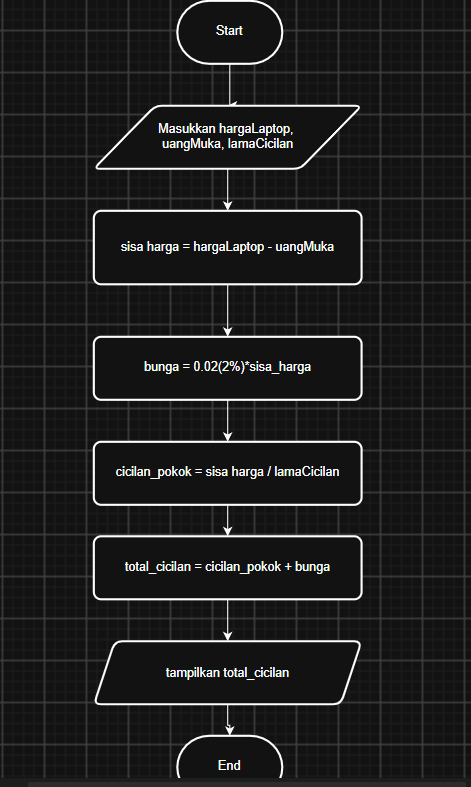 Start
Masukkan hargaLaptop,
uangMuka, lamaCicilan
sisa harga = hargaLaptop - uangMuka
bunga = 0.02(2%)*sisa_harga
cicilan_pokok = sisa harga / lamaCicilan
total_cicilan = cicilan_pokok + bunga
tampilkan total_cicilan
End